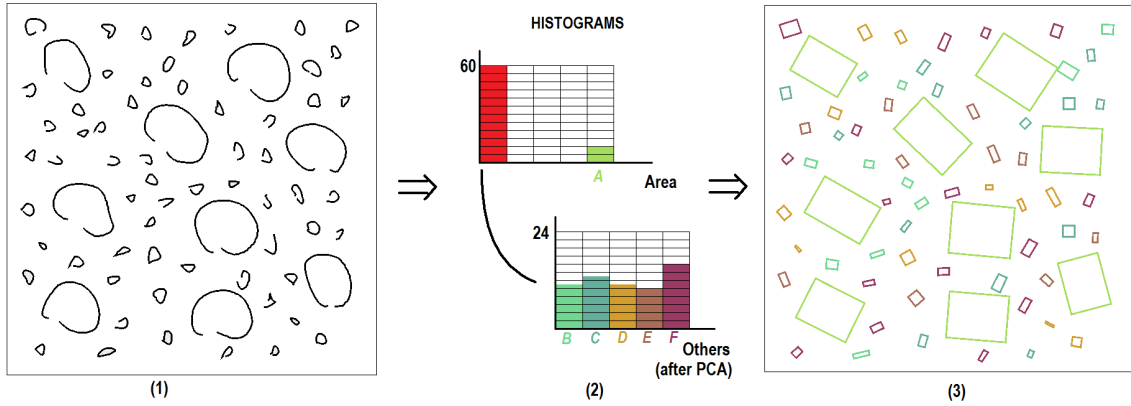 HISTOGRAMS
60
A
Area
24
B C D E F
Others
(after PCA)
(1)
(2)
(3)